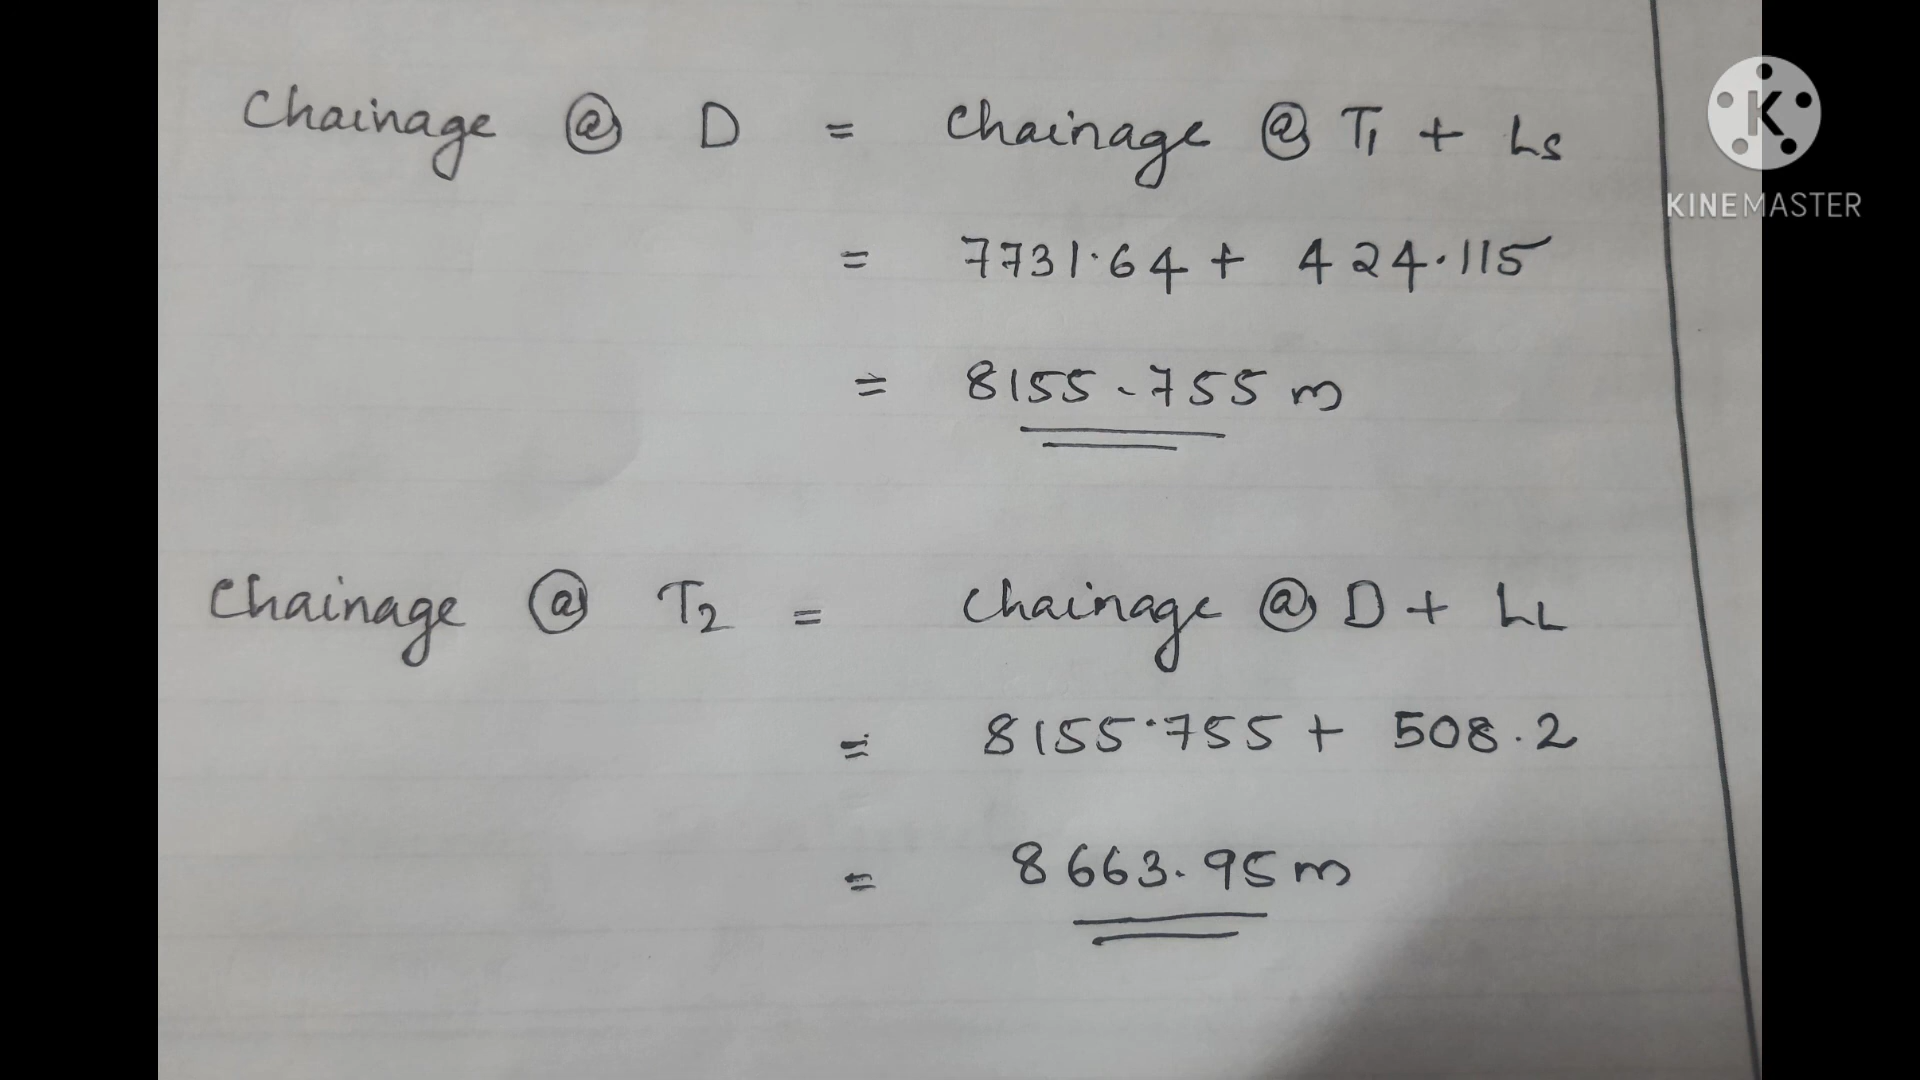 Chainage @ D = Chainage @ T1 + LS
= 7731.64 + 424.115
= 8155.755 m
Chainage @ T2 = Chainage @ D + LL
= 8155.755 + 508.2
= 8663.95 m
K
KINEMASTER